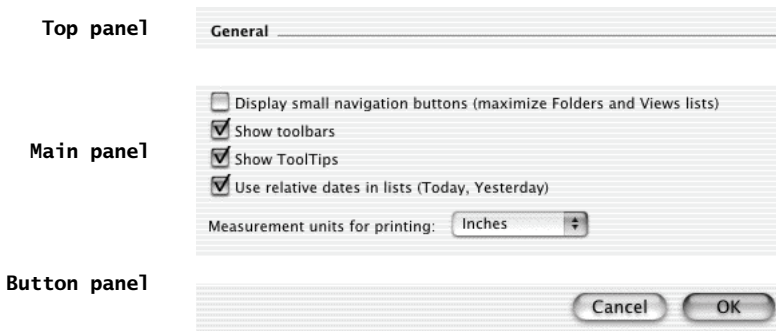 Top panel
General
Main panel
Display small navigation buttons (maximize Folders and Views lists)
Show toolbars
Show ToolTips
Use relative dates in lists (Today, Yesterday)
Measurement units for printing: Inches
Button panel
Cancel OK